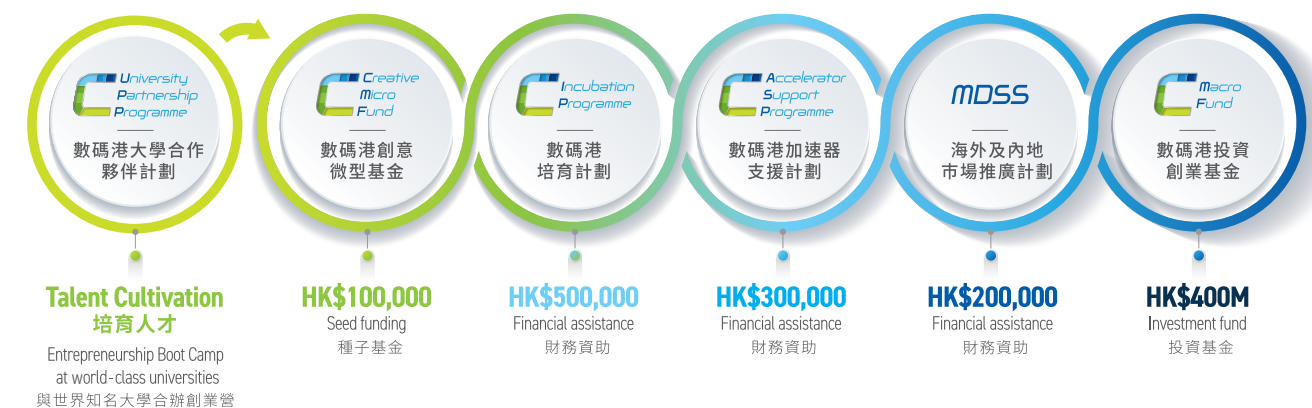 University
Partnership
Programme
數碼港大學合作
夥伴計劃
Talent Cultivation
培育人才
Entrepreneurship Boot Camp
at world-class universities
與世界知名大學合辦創業營
Creative
Micro
Fund
數碼港創意
微型基金
HK$100,000
Seed funding
種子基金
Incubation
Programme
數碼港
培育計劃
HK$500,000
Financial assistance
財務資助
Accelerator
Support
Programme
數碼港加速器
支援計劃
HK$300,000
Financial assistance
財務資助
MDSS
海外及內地
市場推廣計劃
HK$200,000
Financial assistance
財務資助
Macro
Fund
數碼港投資
創業基金
HK$400M
Investment fund
投資基金